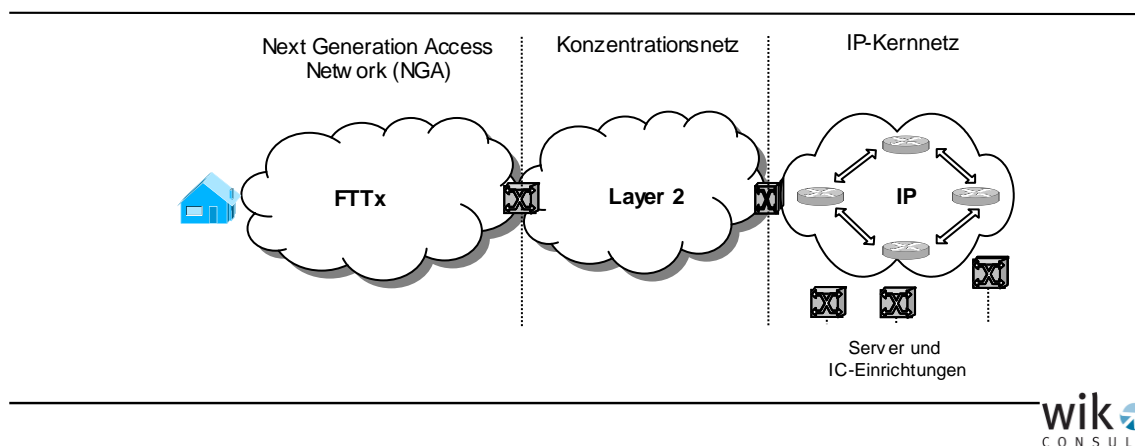 Next Generation Access
Network (NGA)
Konzentrationsnetz
IP-Kernnetz
FTTx
Layer 2
IP
Server und
IC-Einrichtungen
wik
CONSUL